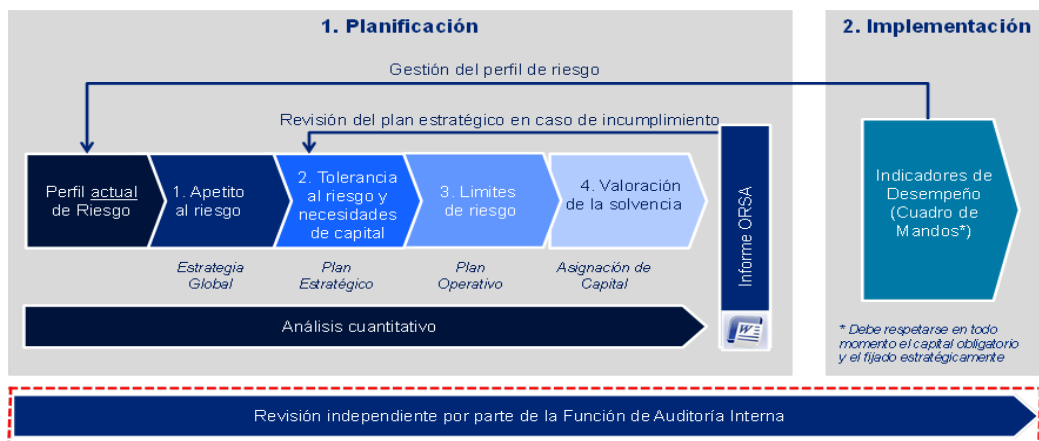 1. Planificación
2. Implementación
Gestión del perfil de riesgo
Revisión del plan estratégico en caso de incumplimiento
Perfil actual
de Riesgo
1. Apetito
al riesgo
2. Tolerancia
al riesgo y
necesidades
de capital
3. Limites
de riesgo
4. Valoración
de la solvencia
Informe ORSA
Indicadores de
Desempeño
(Cuadro de
Mandos*)
Estrategia
Global
Plan
Estratégico
Plan
Operativo
Asignación de
Capital
Análisis cuantitativo
W
* Debe respetarse en todo
momento el capital obligatorio
y el fijado estratégicamente
Revisión independiente por parte de la Función de Auditoría Interna